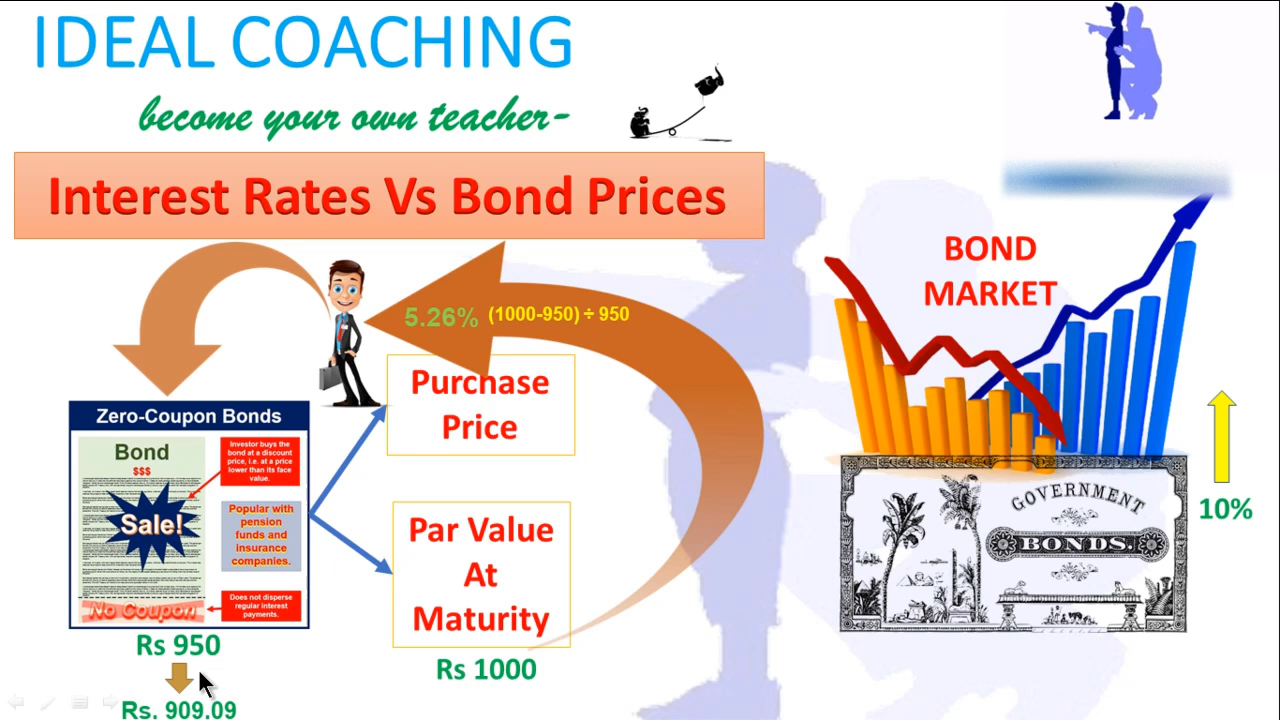 IDEAL COACHING
become your own teacher-
Interest Rates Vs Bond Prices
BOND
MARKET
5.26% (1000-950) ÷ 950
Purchase
Price
Zero-Coupon Bonds
Bond
$$$
Sale!
No Coupon
Investor buys the
bond at a discount
price, i.e. at a price
lower than its face
value.
Popular with
pension
funds and
insurance
companies.
Does not disperse
regular interest
payments.
Par Value
At
Maturity
Rs 950
Rs 1000
Rs. 909.09
GOVERNMENT
BONDS.
10%